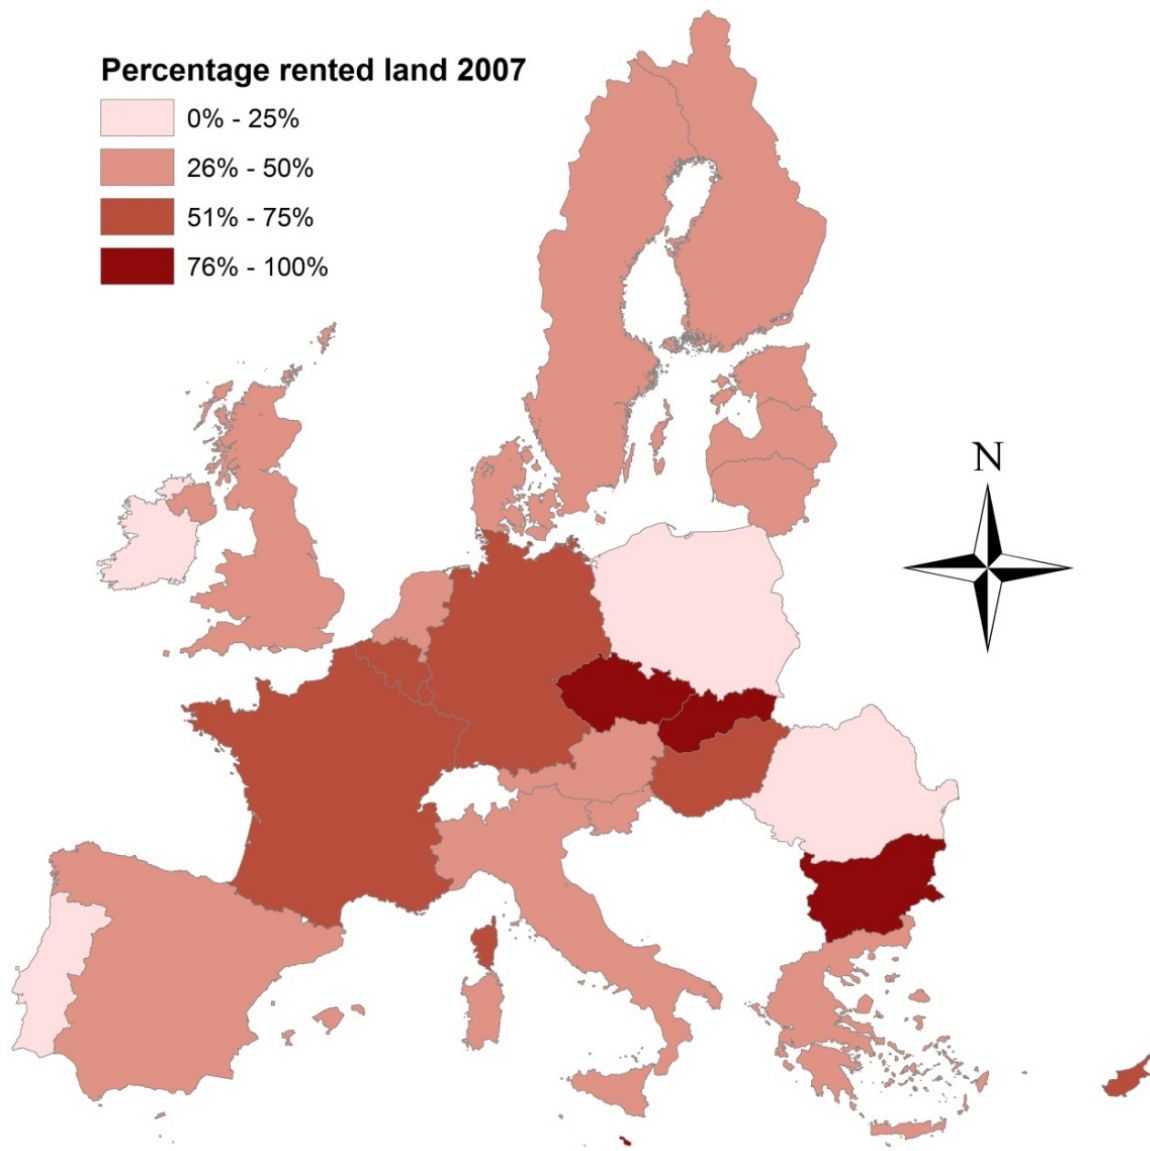 Percentage rented land 2007
0% - 25%
26% - 50%
51% - 75%
76% - 100%
N